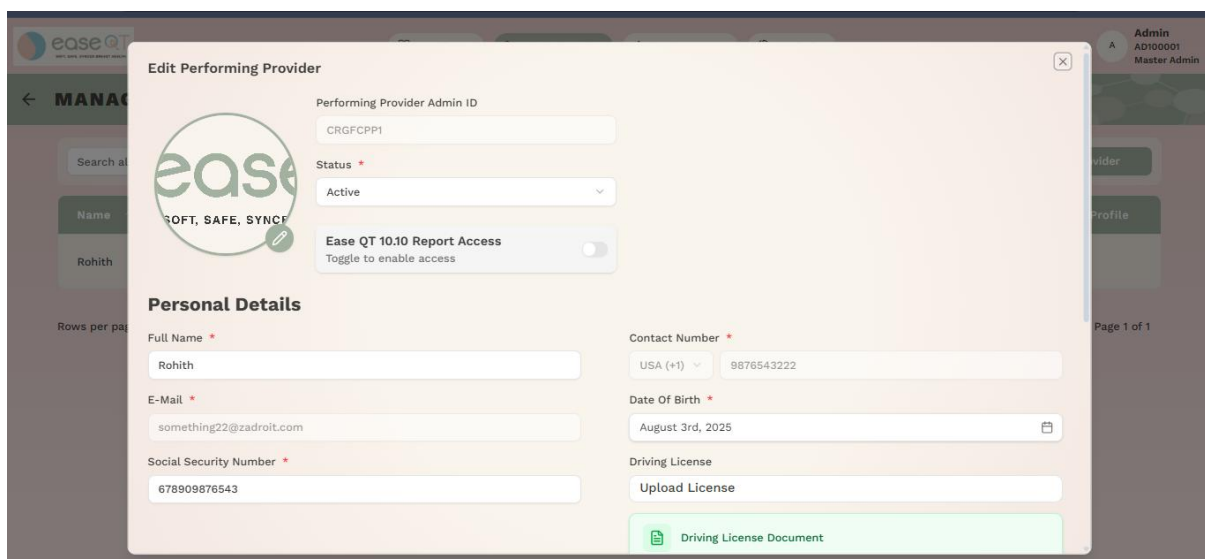 ease QT
Admin
A
AD100001
Master Admin
MANAG
Search al
vider
Name
Profile
Rohith
Rows per pag
Page 1 of 1
Edit Performing Provider
ease
SOFT, SAFE, SYNCE
Performing Provider Admin ID
CRGFCPP1
Status *
Active
Ease QT 10.10 Report Access
Toggle to enable access
Personal Details
Full Name *
Rohith
Contact Number *
USA (+1) 9876543222
E-Mail *
something22@zadroit.com
Date Of Birth *
August 3rd, 2025
Social Security Number *
678909876543
Driving License
Upload License
Driving License Document